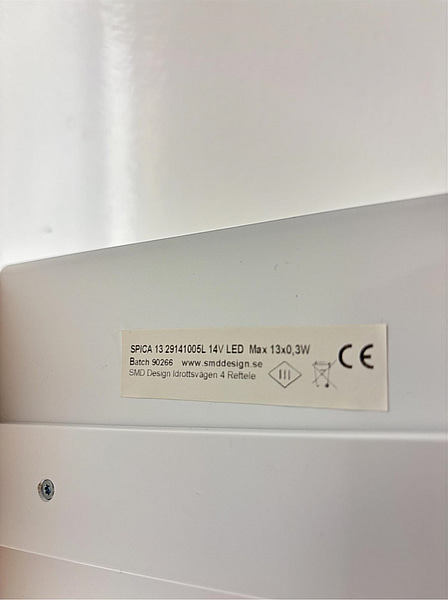 SPICA 13 29141005L 14V LED Max 13x0,3W
Batch 90266 www.smddesign.se
SMD Design Idrottsvägen 4 Reftele
III
CE